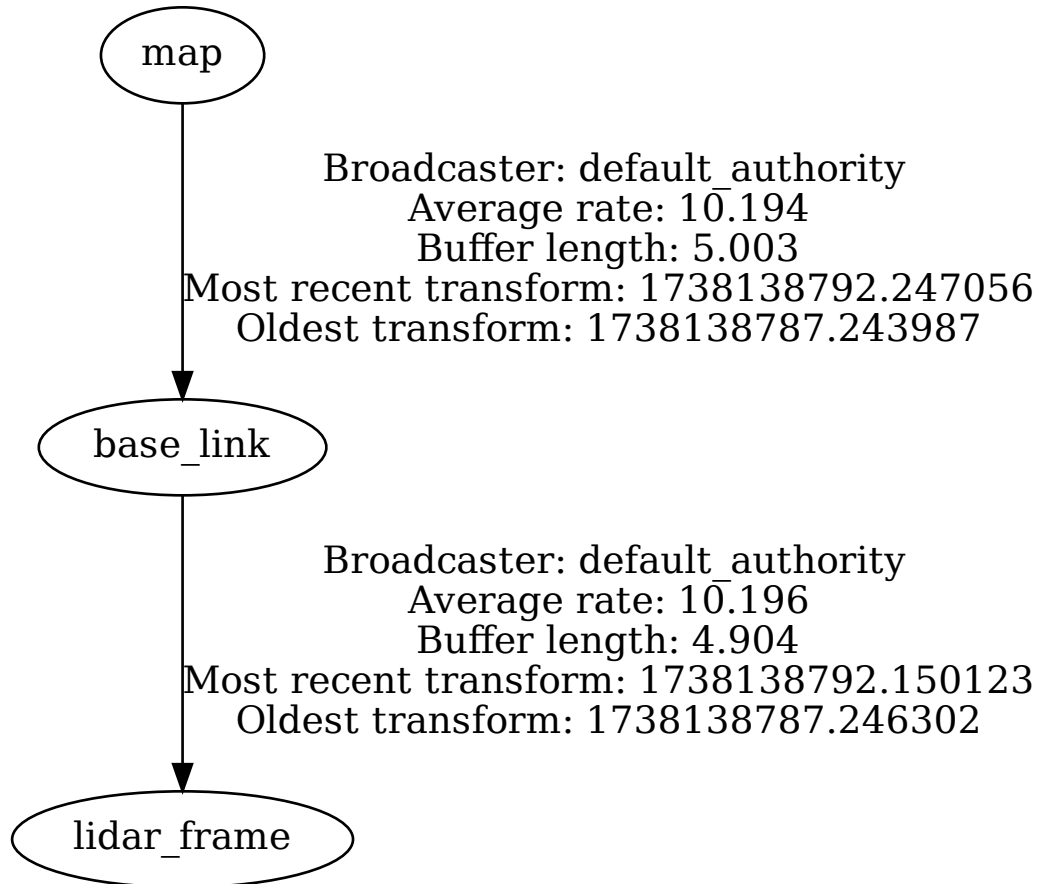 map
Broadcaster: default_authority
Average rate: 10.194
Buffer length: 5.003
Most recent transform: 1738138792.247056
Oldest transform: 1738138787.243987
base_link
Broadcaster: default_authority
Average rate: 10.196
Buffer length: 4.904
Most recent transform: 1738138792.150123
Oldest transform: 1738138787.246302
lidar_frame